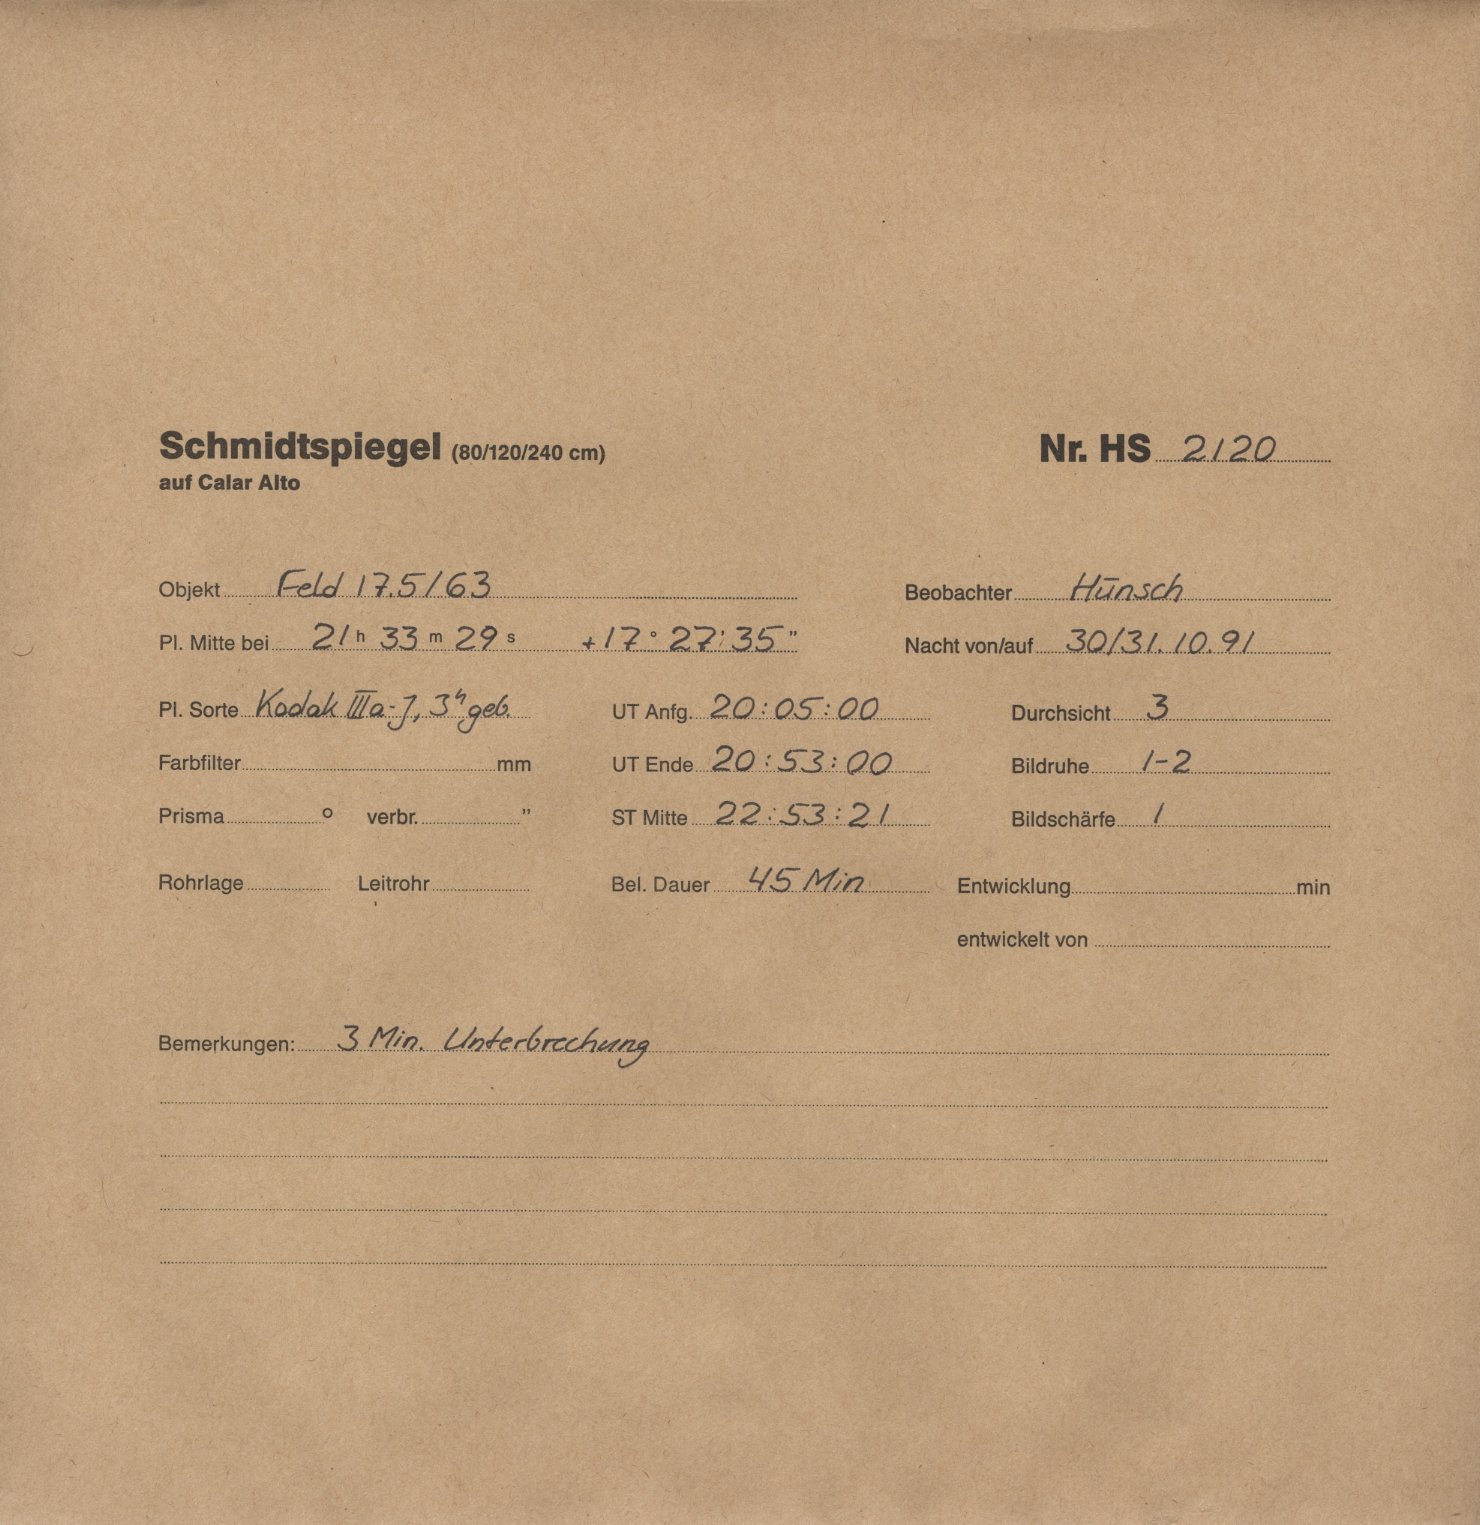 Schmidtspiegel (80/120/240 cm) Nr. HS 2120
auf Calar Alto
Objekt Feld 17.5/63 Beobachter Hünsch
Pl. Mitte bei 21 h 33 m 29 s +17° 27' 35" Nacht von/auf 30/31.10.91
Pl. Sorte Kodak IIIa-J, 3h geb. UT Anfg. 20:05:00 Durchsicht 3
Farbfilter mm UT Ende 20:53:00 Bildruhe 1-2
Prisma ° verbr. " ST Mitte 22:53:21 Bildschärfe 1
Rohrlage Leitrohr Bel. Dauer 45 Min Entwicklung min
entwickelt von
Bemerkungen: 3 Min. Unterbrechung